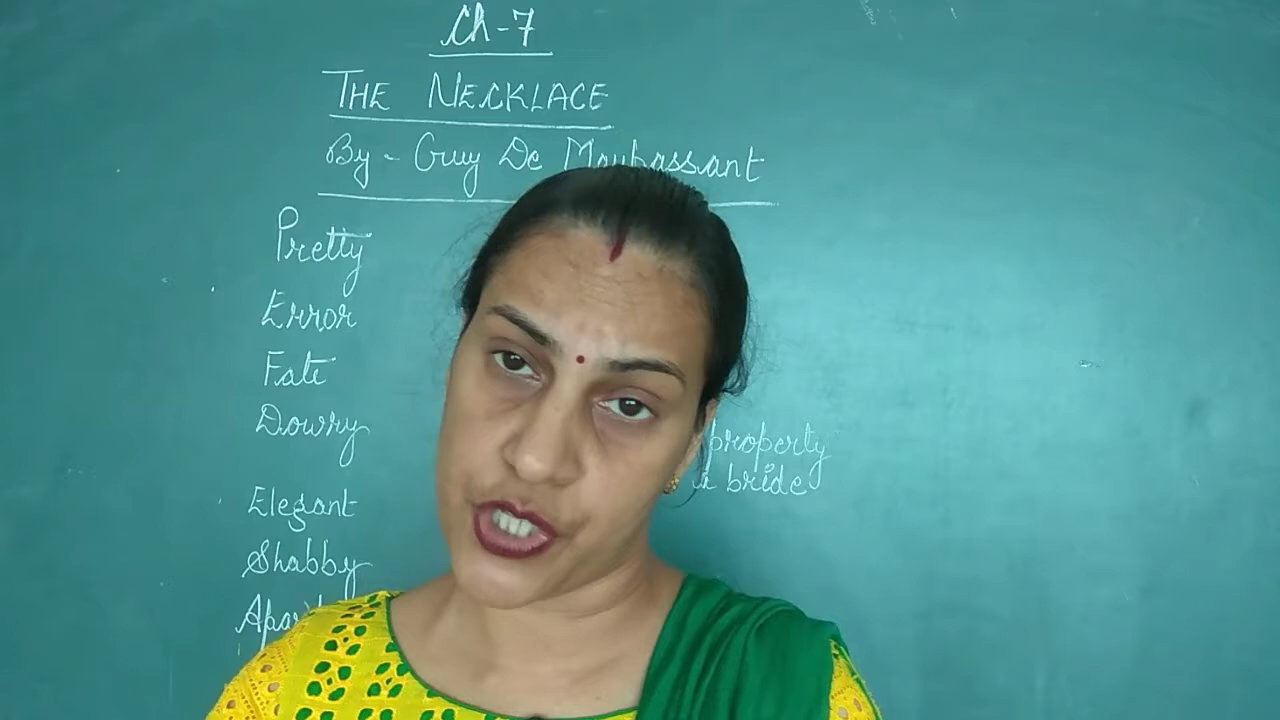 Ch-7
THE NECKLACE
By - Guy De Maupassant
Pretty
Error
Fate
Dowry
property
bride
Elegant
Shabby